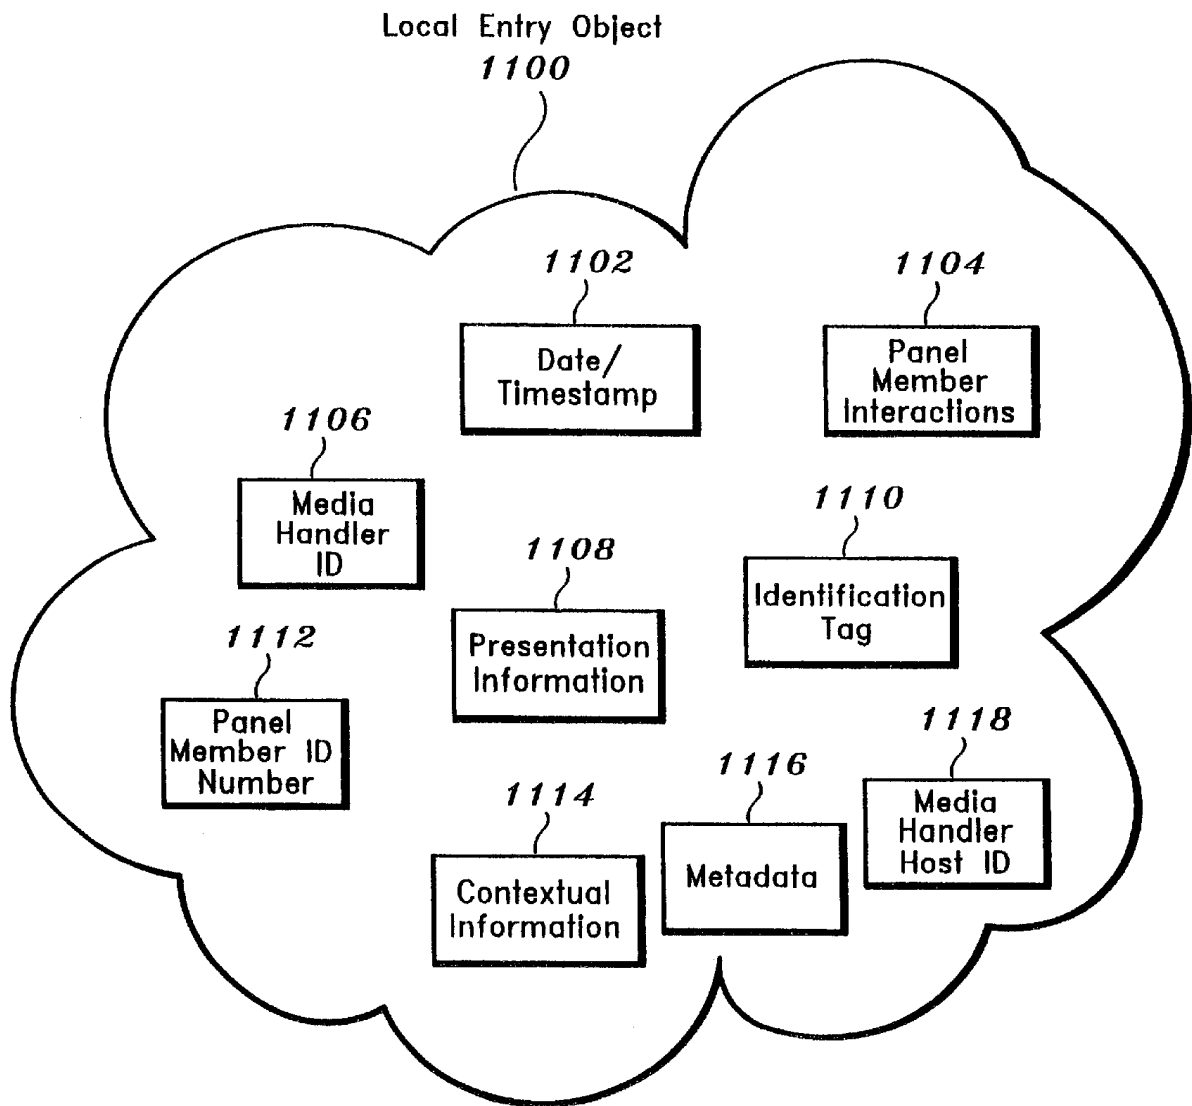 Local Entry Object
1100
1102
Date/
Timestamp
1104
Panel
Member
Interactions
1106
Media
Handler
ID
1108
Presentation
Information
1110
Identification
Tag
1112
Panel
Member ID
Number
1114
Contextual
Information
1116
Metadata
1118
Media
Handler
Host ID